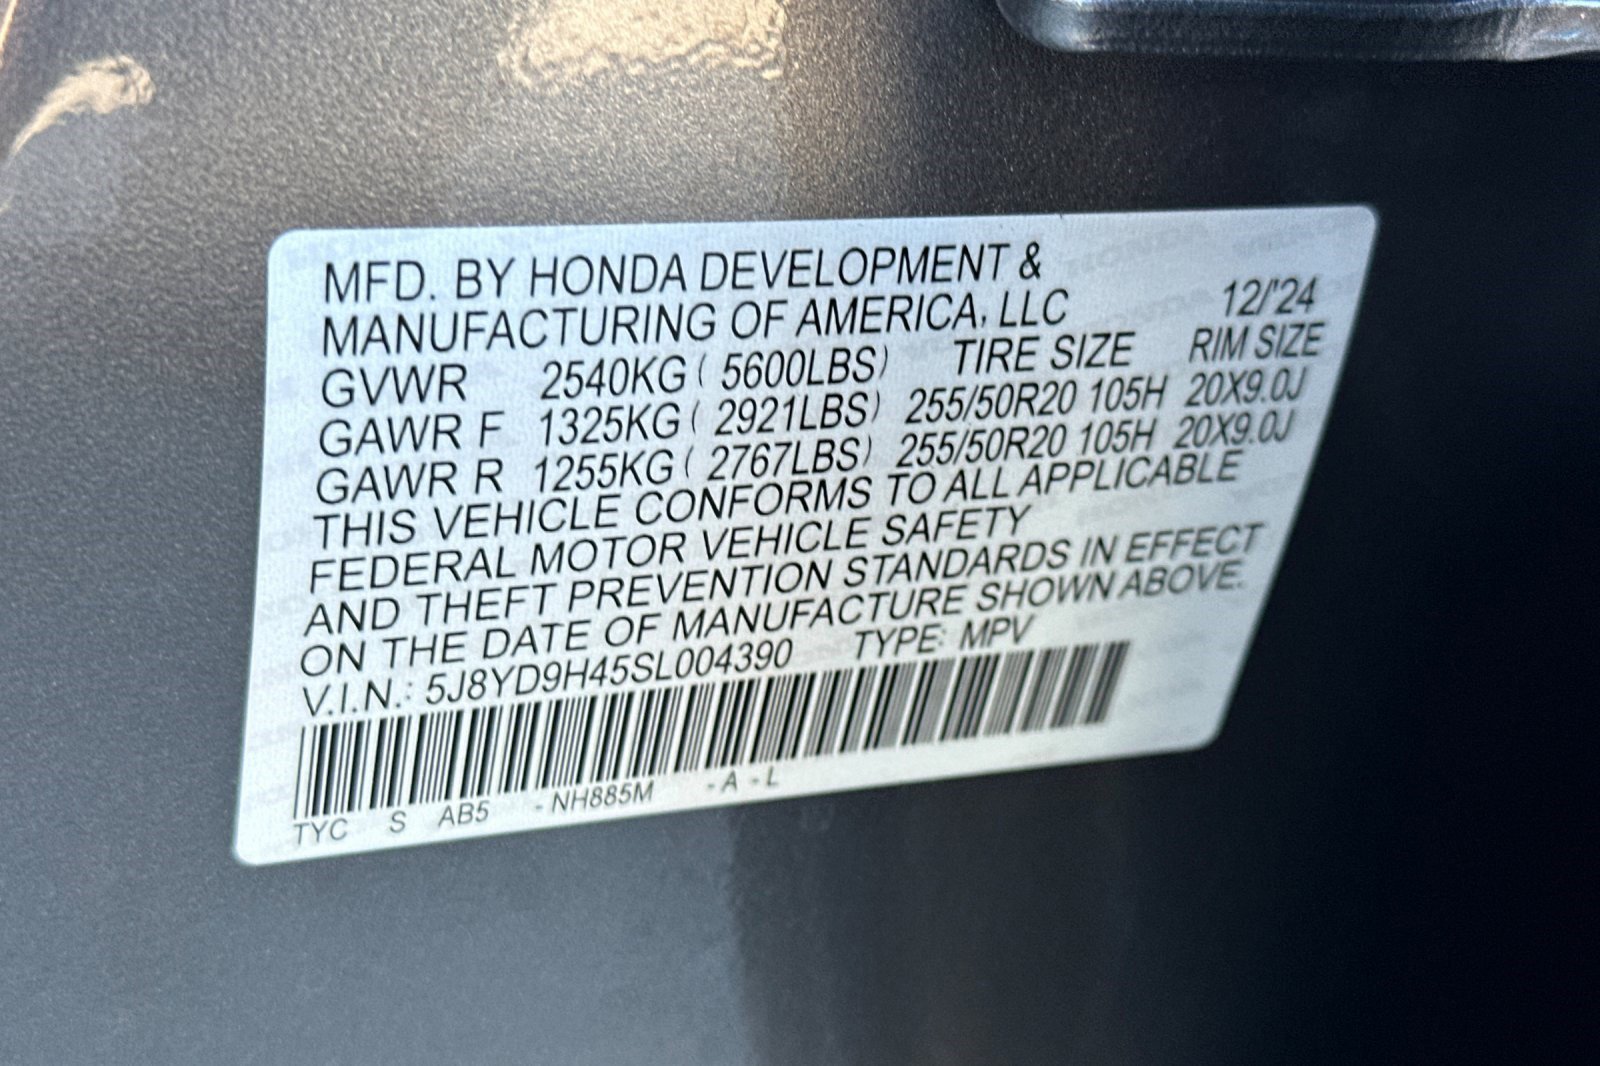 MFD. BY HONDA DEVELOPMENT &
MANUFACTURING OF AMERICA, LLC 12/'24
GVWR 2540KG ( 5600LBS) TIRE SIZE RIM SIZE
GAWR F 1325KG ( 2921LBS) 255/50R20 105H 20X9.0J
GAWR R 1255KG ( 2767LBS) 255/50R20 105H 20X9.0J
THIS VEHICLE CONFORMS TO ALL APPLICABLE
FEDERAL MOTOR VEHICLE SAFETY
AND THEFT PREVENTION STANDARDS IN EFFECT
ON THE DATE OF MANUFACTURE SHOWN ABOVE.
V.I.N.: 5J8YD9H45SL004390 TYPE: MPV
TYC S AB5 - NH885M - A - L